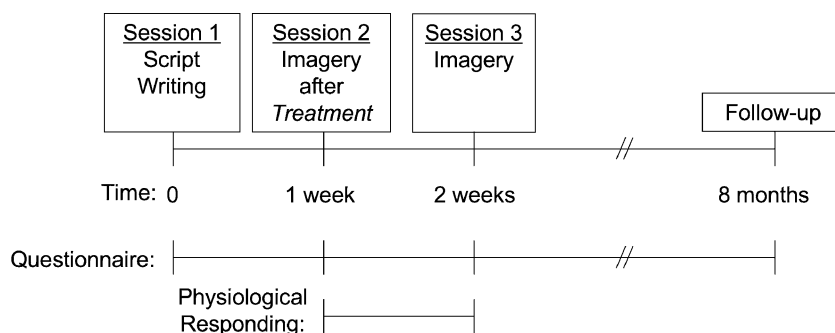 Session 1
Script
Writing
Session 2
Imagery
after
Treatment
Session 3
Imagery
Follow-up
Time: 0 1 week 2 weeks 8 months
Questionnaire:
Physiological
Responding: